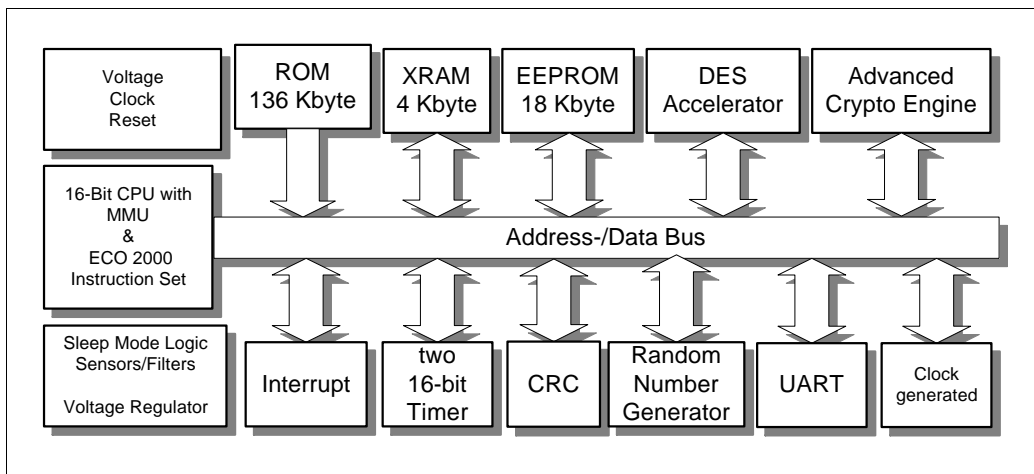 Voltage
Clock
Reset
ROM
136 Kbyte
XRAM
4 Kbyte
EEPROM
18 Kbyte
DES
Accelerator
Advanced
Crypto Engine
16-Bit CPU with
MMU
&
ECO 2000
Instruction Set
Address-/Data Bus
Sleep Mode Logic
Sensors/Filters
Voltage Regulator
Interrupt
two
16-bit
Timer
CRC
Random
Number
Generator
UART
Clock
generated